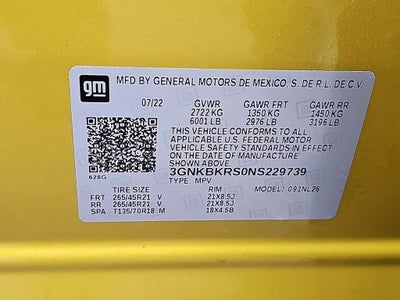 gm
MFD BY GENERAL MOTORS DE MEXICO, S. DE R.L. DE C.V.
07/22 GVWR GAWR FRT GAWR RR
2722 KG 1350 KG 1450 KG
6001 LB 2976 LB 3196 LB
THIS VEHICLE CONFORMS TO ALL
APPLICABLE U.S. FEDERAL MOTOR
VEHICLE SAFETY STANDARDS IN
EFFECT ON THE DATE OF MANUFACTURE
SHOWN ABOVE.
3GNKBKRS0NS229739
628G TYPE: MPV
TIRE SIZE RIM MODEL: 091NL26
FRT 265/45R21 V 21X8.5J
RR 265/45R21 V 21X8.5J
SPA T135/70R18 M 18X4.5B